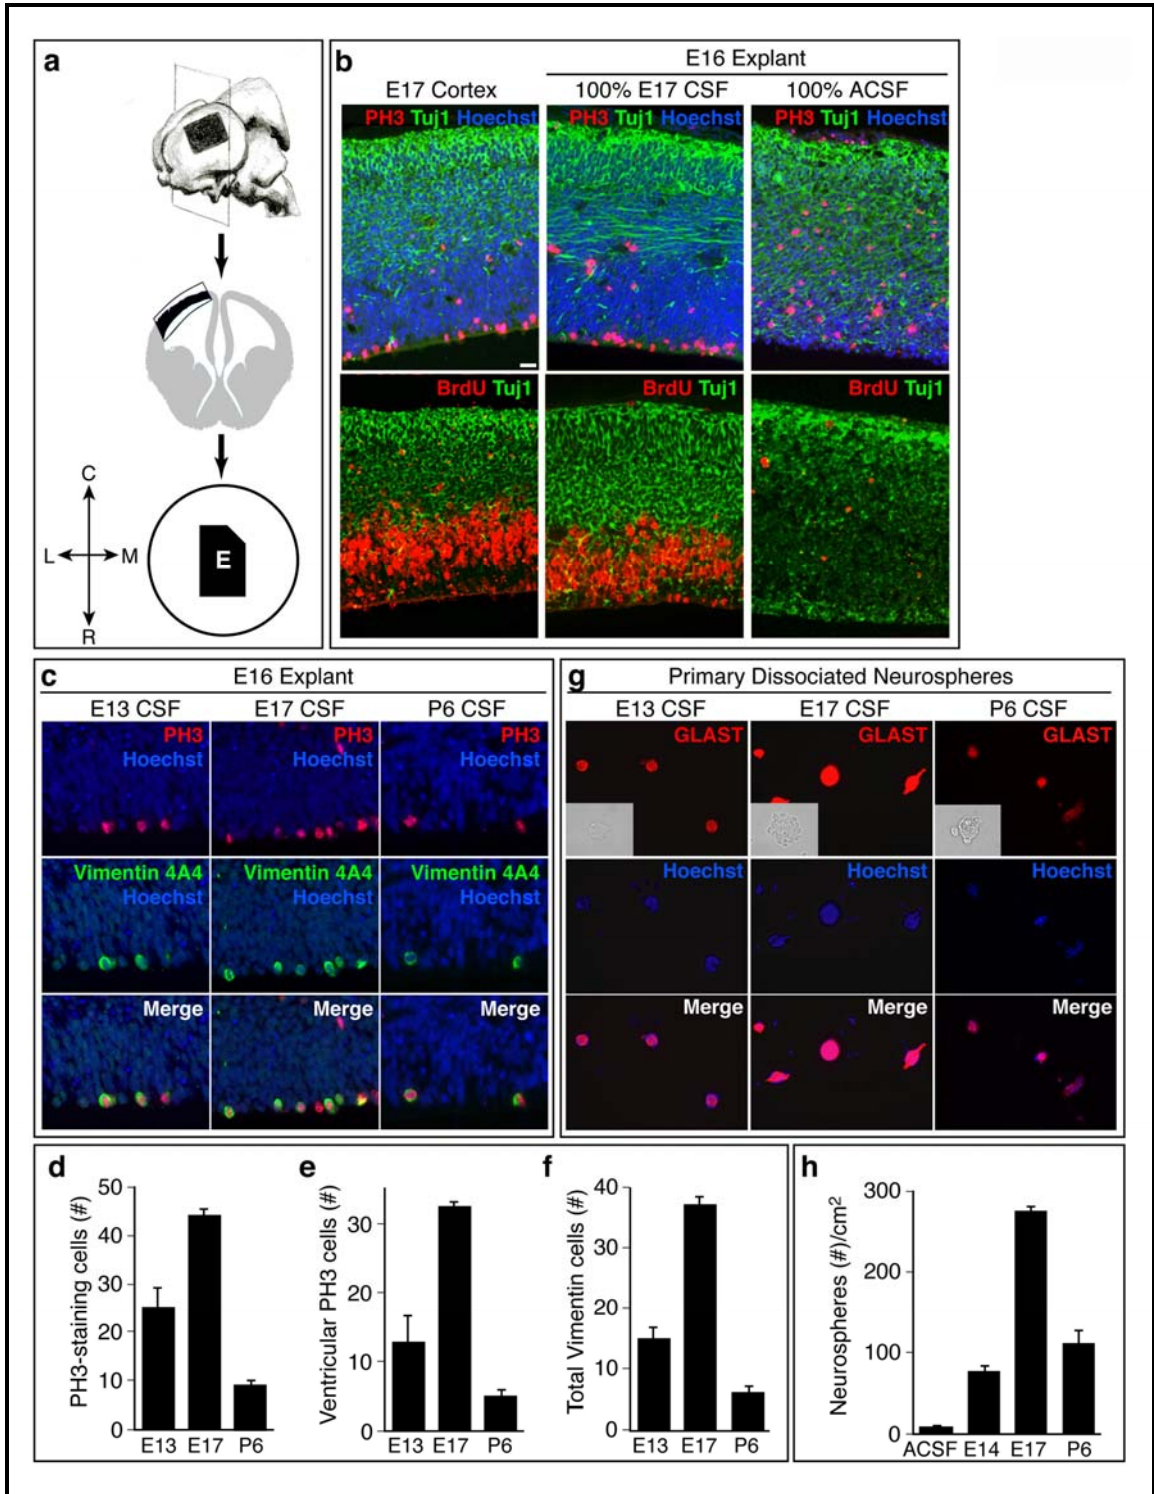 a
C
L
M
E
R
b
E16 Explant
E17 Cortex
100% E17 CSF
100% ACSF
PH3 Tuj1 Hoechst
PH3 Tuj1 Hoechst
PH3 Tuj1 Hoechst
BrdU Tuj1
BrdU Tuj1
BrdU Tuj1
c
E16 Explant
E13 CSF
E17 CSF
P6 CSF
PH3
Hoechst
PH3
Hoechst
PH3
Hoechst
Vimentin 4A4
Hoechst
Vimentin 4A4
Hoechst
Vimentin 4A4
Hoechst
Merge
Merge
Merge
g
Primary Dissociated Neurospheres
E13 CSF
E17 CSF
P6 CSF
GLAST
GLAST
GLAST
Hoechst
Hoechst
Hoechst
Merge
Merge
Merge
d
PH3-staining cells (#)
50
40
30
20
10
0
E13 E17 P6
e
Ventricular PH3 cells (#)
30
20
10
0
E13 E17 P6
f
Total Vimentin cells (#)
40
30
20
10
0
E13 E17 P6
h
Neurospheres (#)/cm2
300
200
100
0
ACSF E14 E17 P6